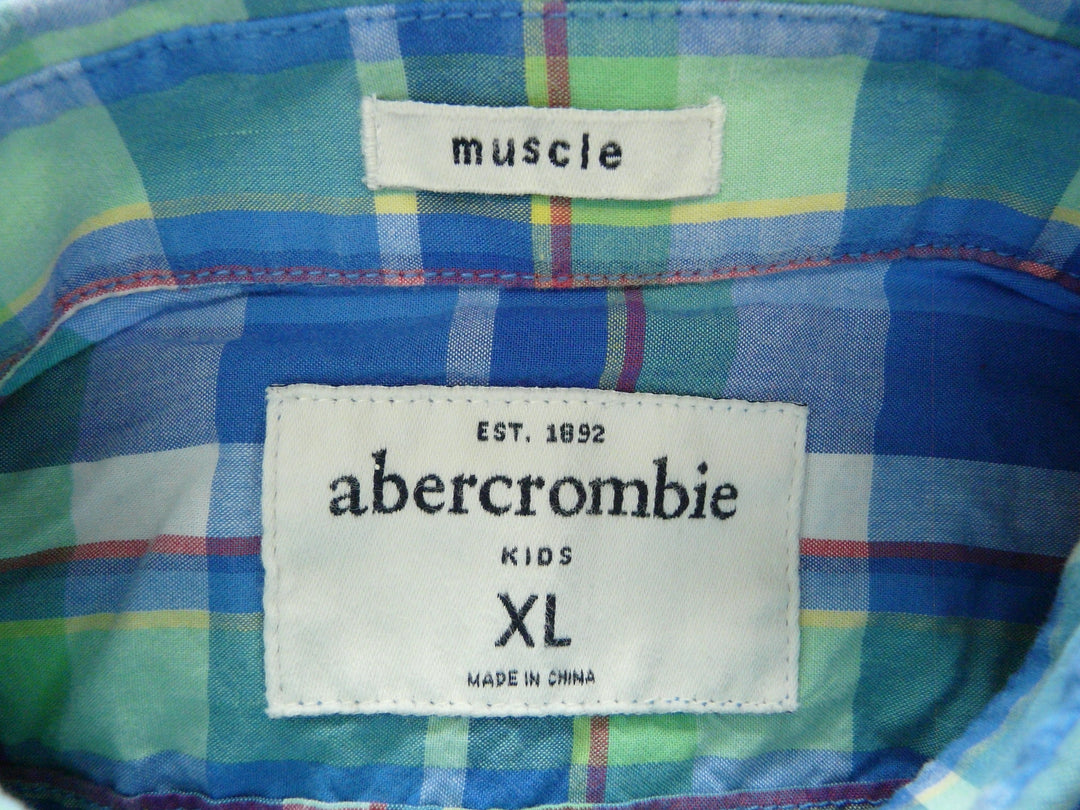 muscle
EST. 1892
abercrombie
KIDS
XL
MADE IN CHINA